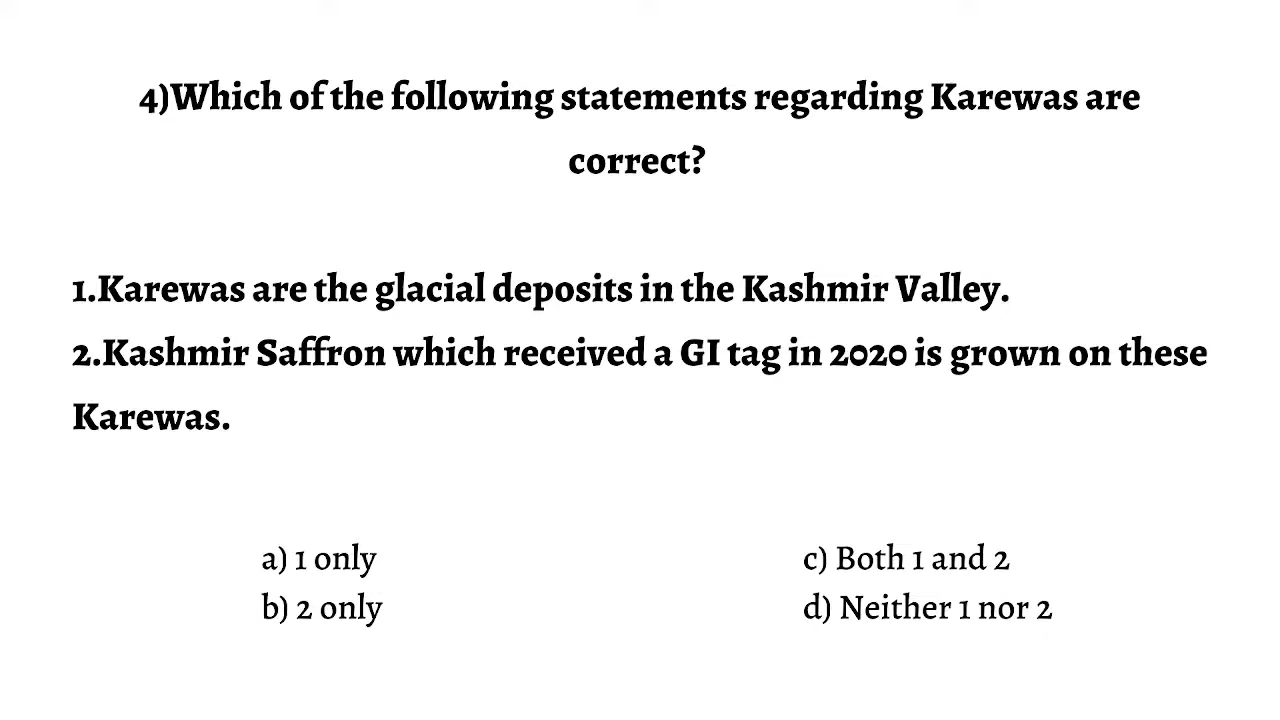 4)Which of the following statements regarding Karewas are
correct?
1.Karewas are the glacial deposits in the Kashmir Valley.
2.Kashmir Saffron which received a GI tag in 2020 is grown on these
Karewas.
a) 1 only
b) 2 only
c) Both 1 and 2
d) Neither 1 nor 2